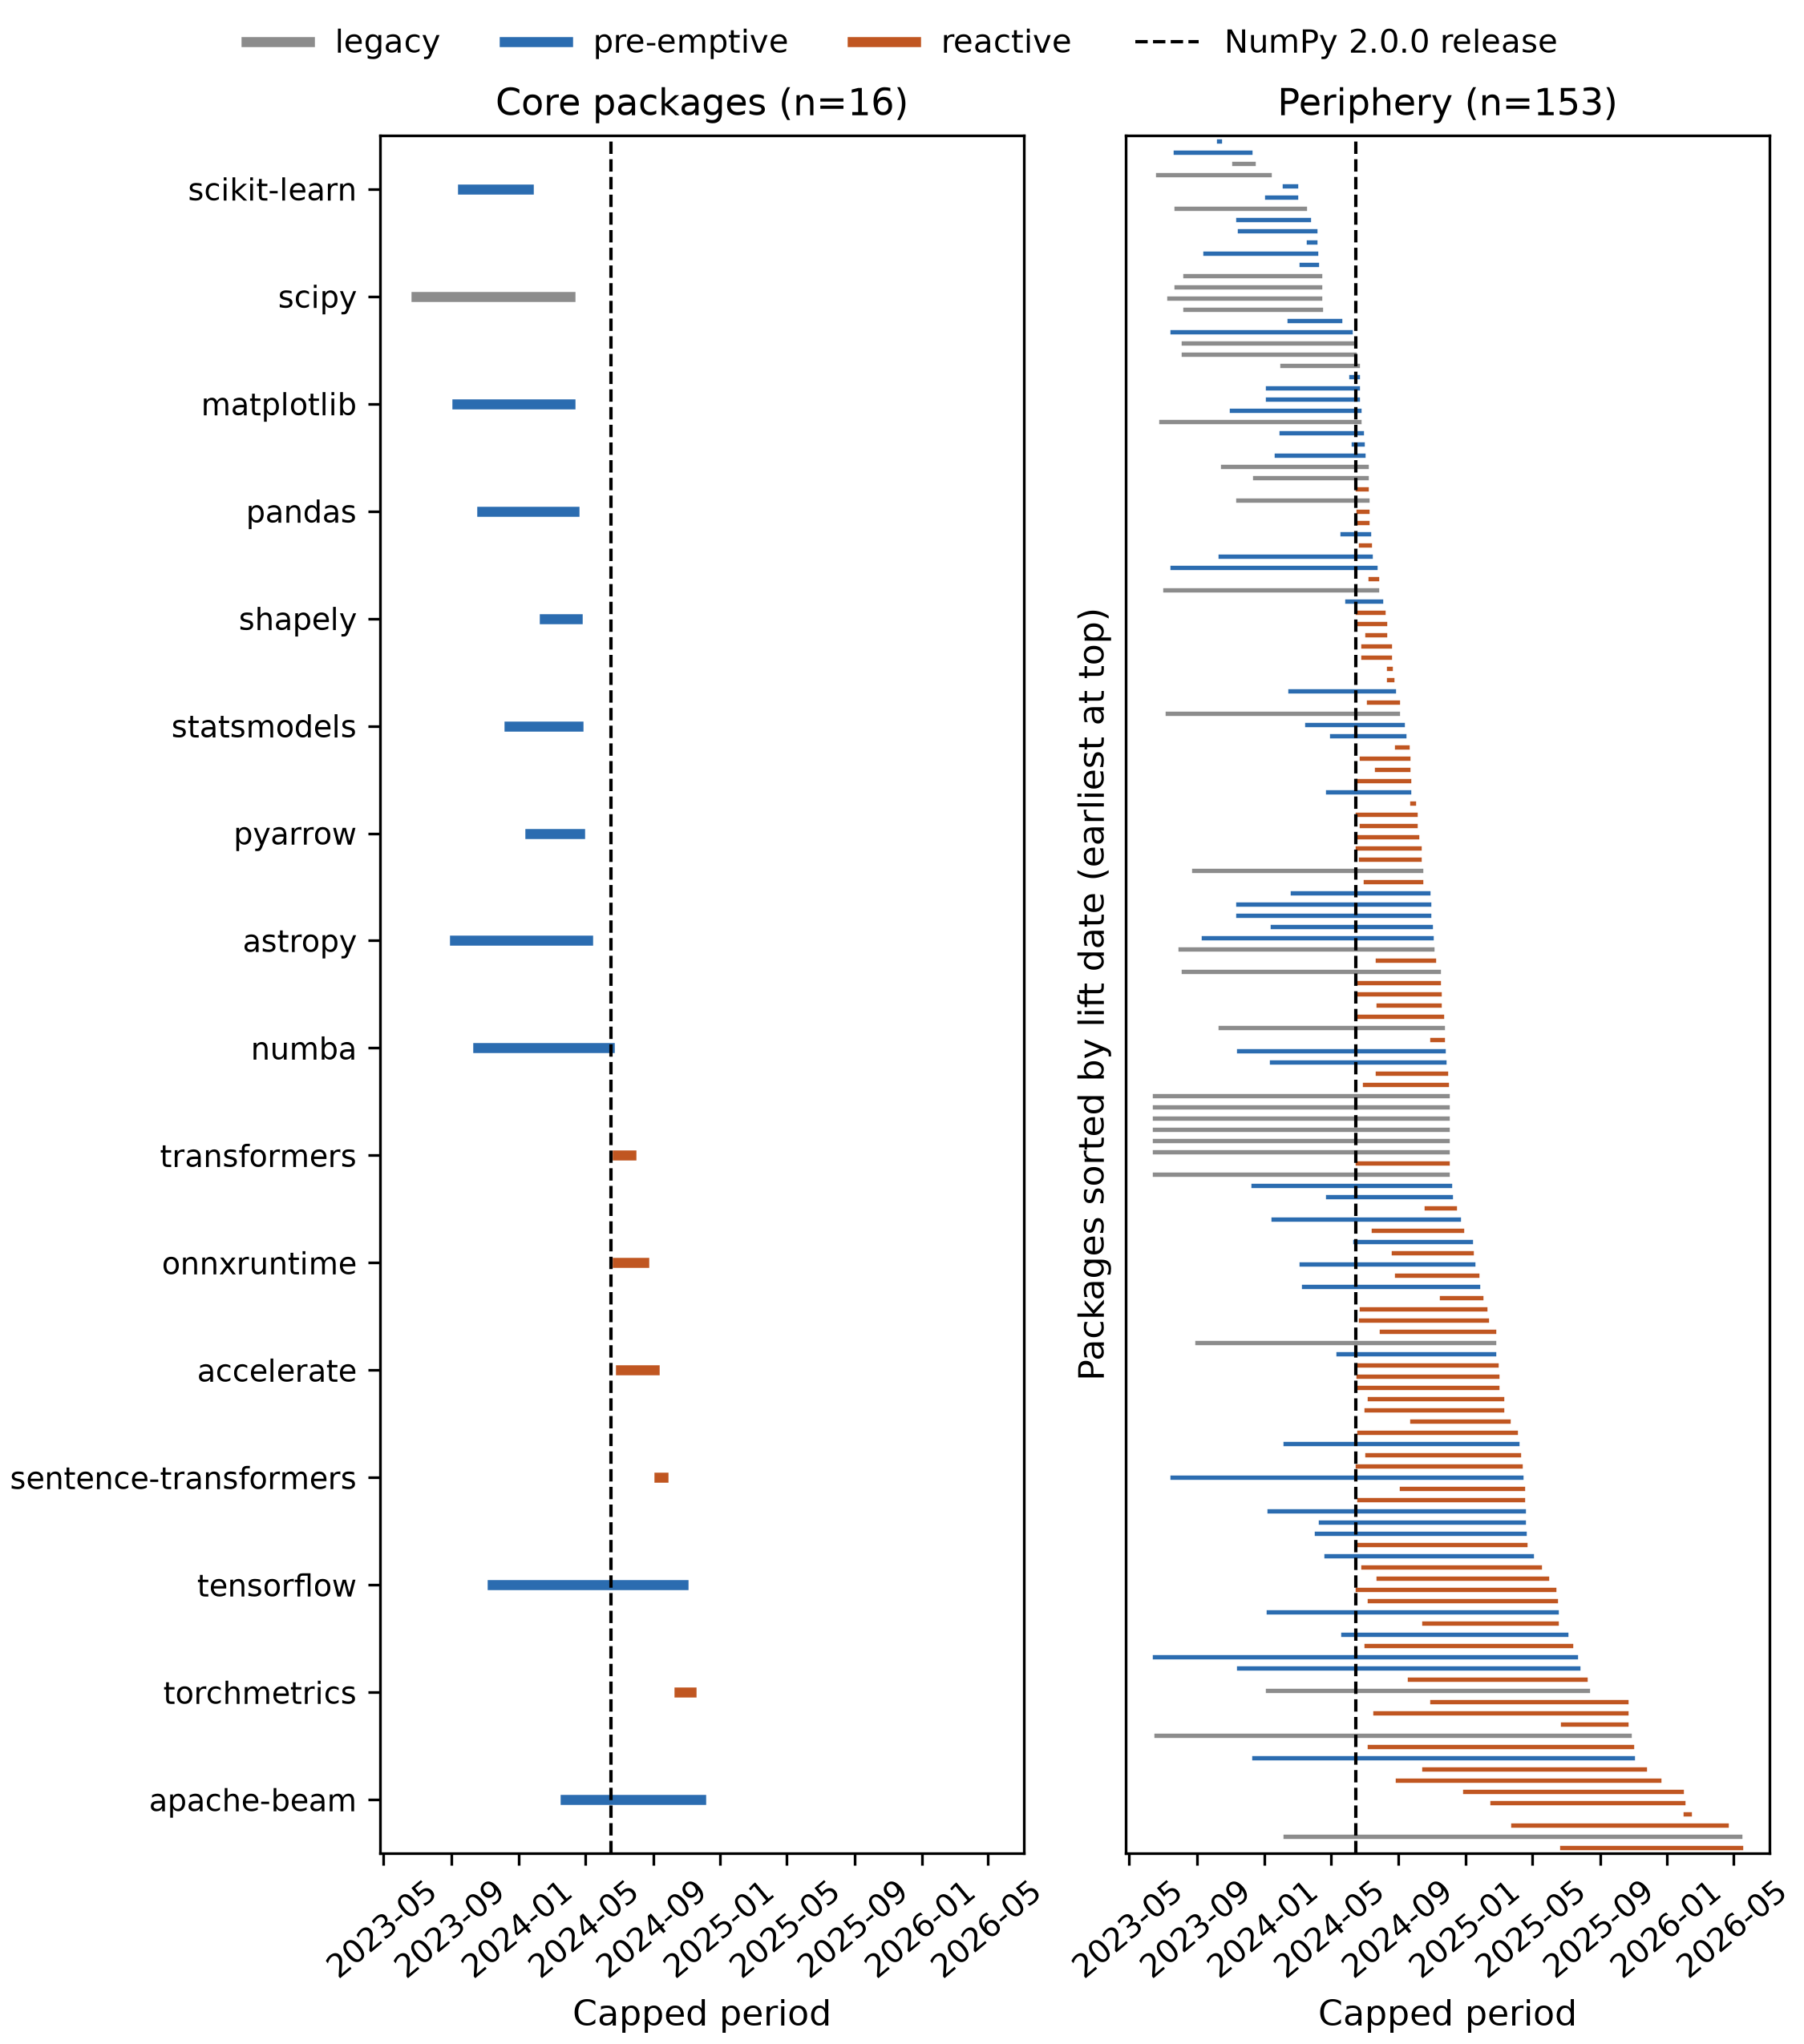 legacy pre-emptive reactive NumPy 2.0.0 release
Core packages (n=16)
scikit-learn
scipy
matplotlib
pandas
shapely
statsmodels
pyarrow
astropy
numba
transformers
onnxruntime
accelerate
sentence-transformers
tensorflow
torchmetrics
apache-beam
2023-05 2023-09 2024-01 2024-05 2024-09 2025-01 2025-05 2025-09 2026-01 2026-05
Capped period
Periphery (n=153)
Packages sorted by lift date (earliest at top)
2023-05 2023-09 2024-01 2024-05 2024-09 2025-01 2025-05 2025-09 2026-01 2026-05
Capped period